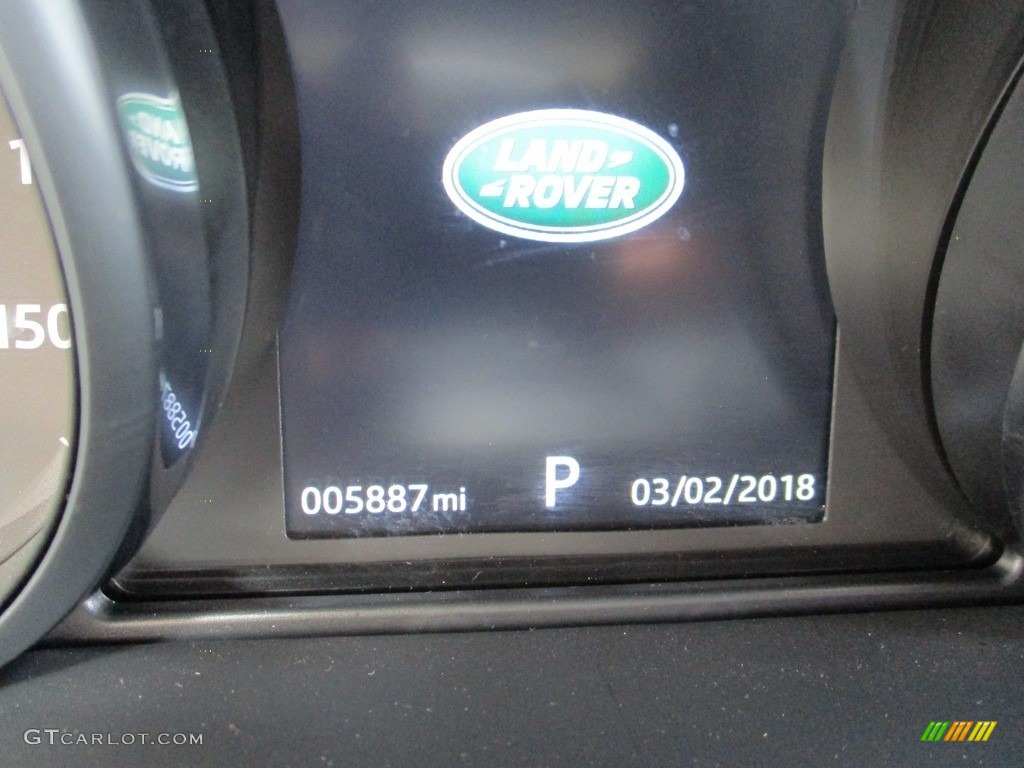 LAND
ROVER
150
005887 mi
P
03/02/2018
GTCARLOT.COM